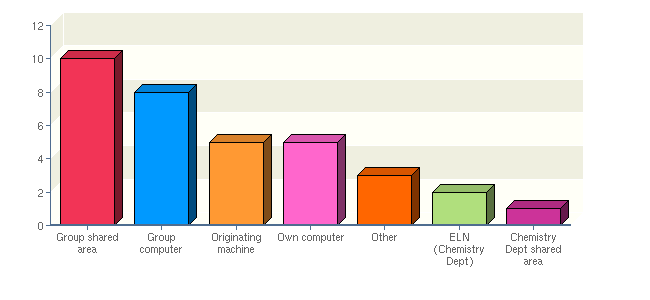 12
10
8
6
4
2
0
Group shared
area
Group
computer
Originating
machine
Own computer
Other
ELN
(Chemistry
Dept)
Chemistry
Dept shared
area